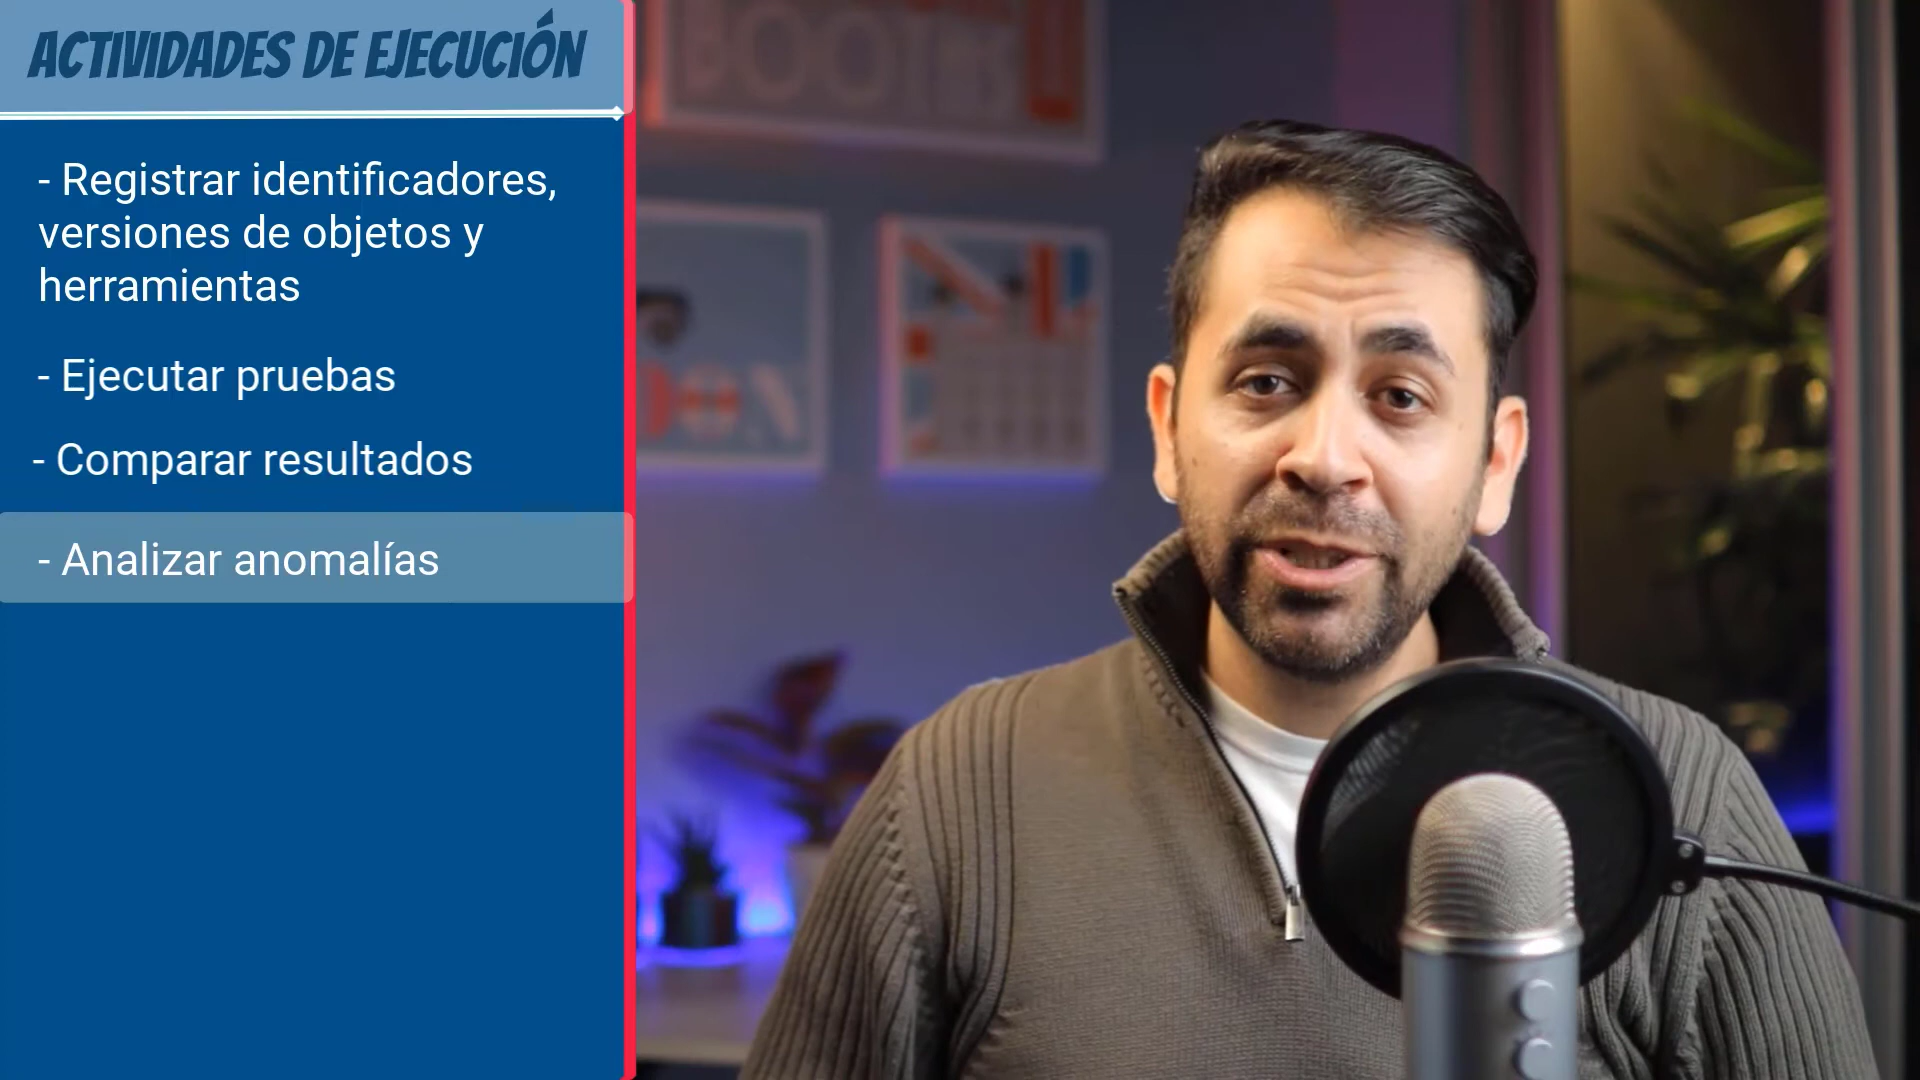 ACTIVIDADES DE EJECUCIÓN
- Registrar identificadores,
versiones de objetos y
herramientas
- Ejecutar pruebas
- Comparar resultados
- Analizar anomalías